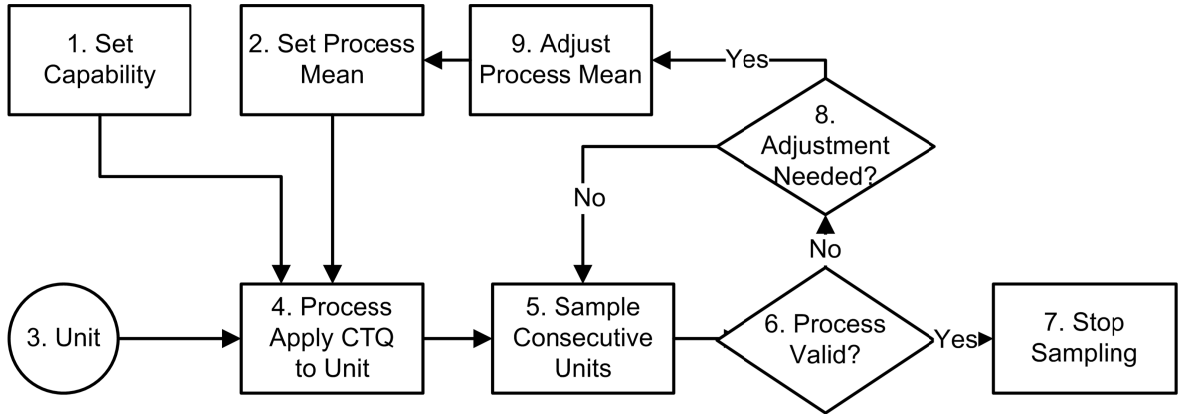 1. Set
Capability
2. Set Process
Mean
9. Adjust
Process Mean
Yes
8.
Adjustment
Needed?
No
No
3. Unit
4. Process
Apply CTQ
to Unit
5. Sample
Consecutive
Units
6. Process
Valid?
Yes
7. Stop
Sampling